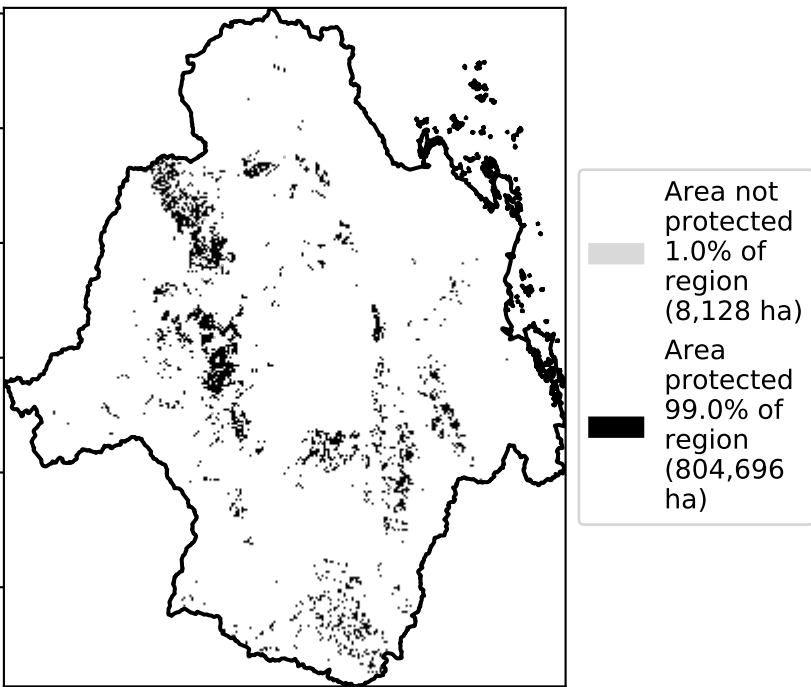 Area not
protected
1.0% of
region
(8,128 ha)
Area
protected
99.0% of
region
(804,696
ha)